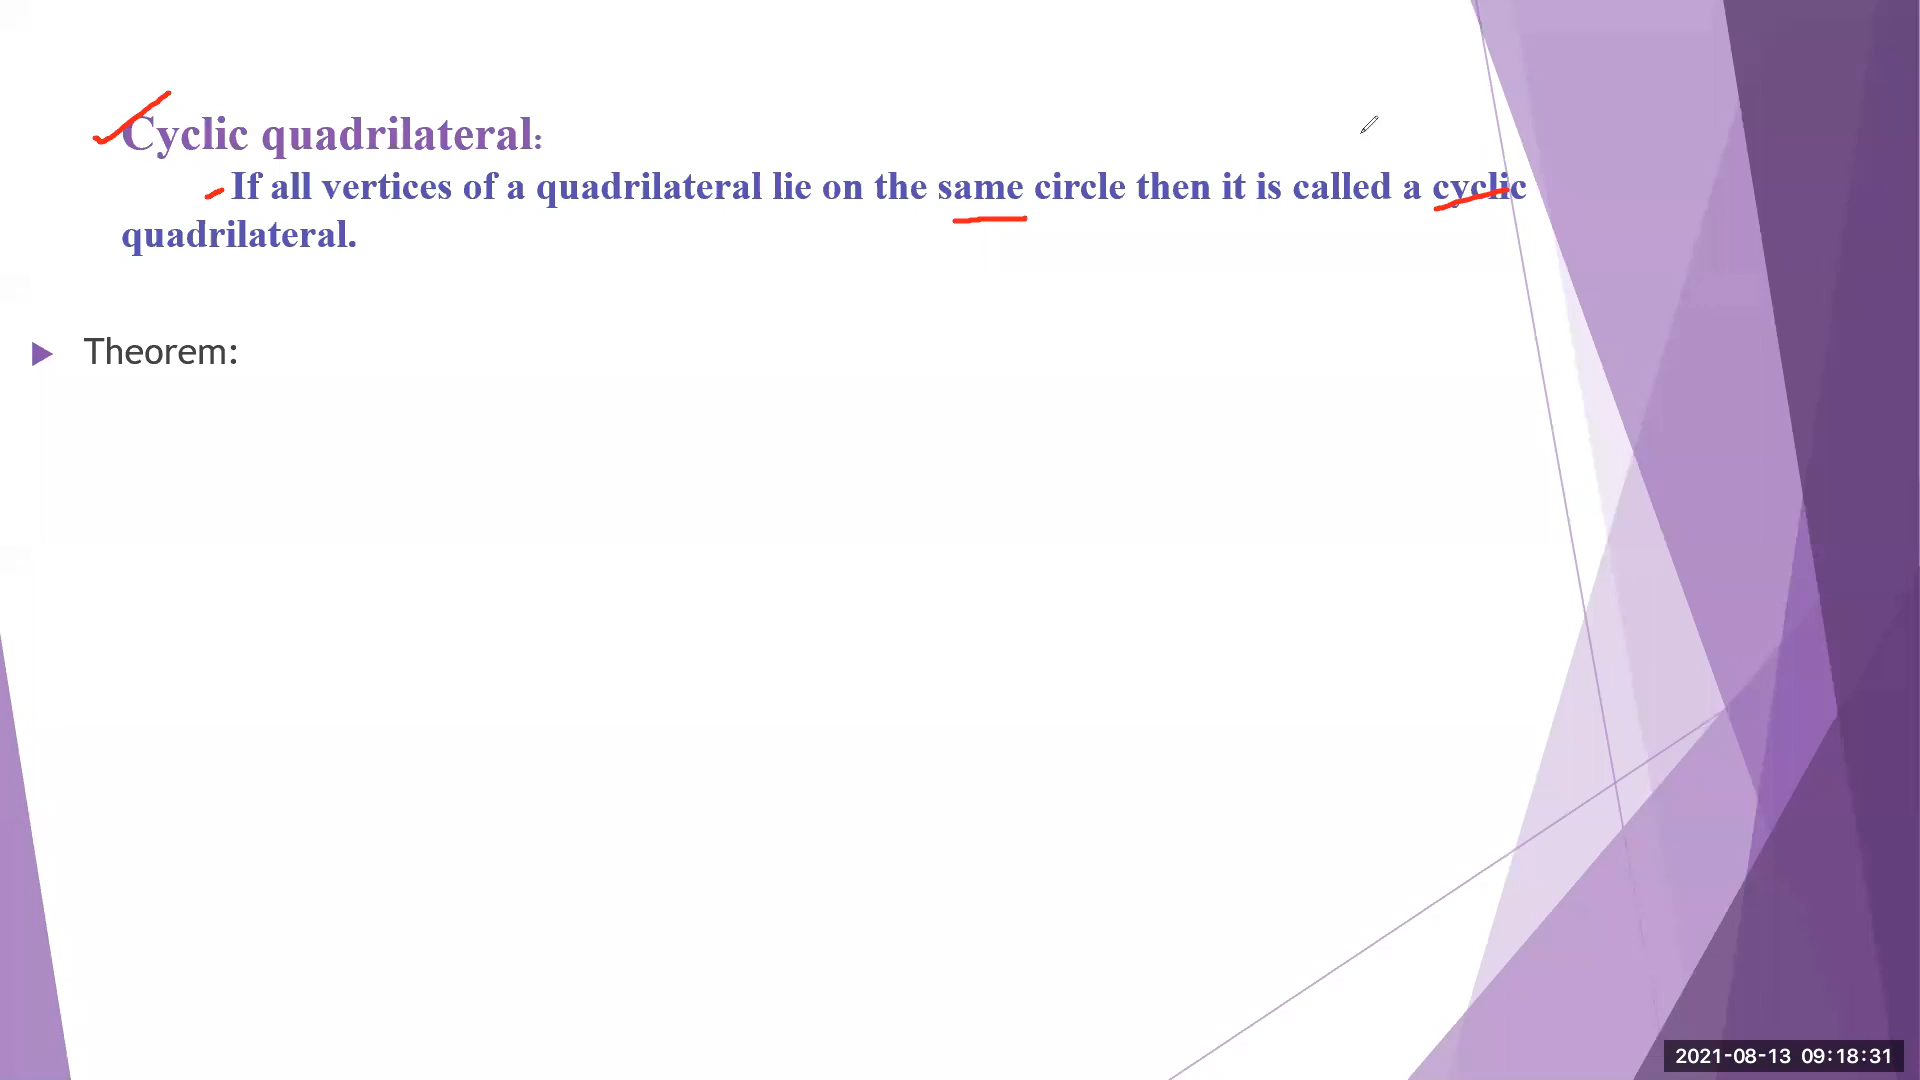 Cyclic quadrilateral:
If all vertices of a quadrilateral lie on the same circle then it is called a cyclic
quadrilateral.
Theorem:
2021-08-13 09:18:31